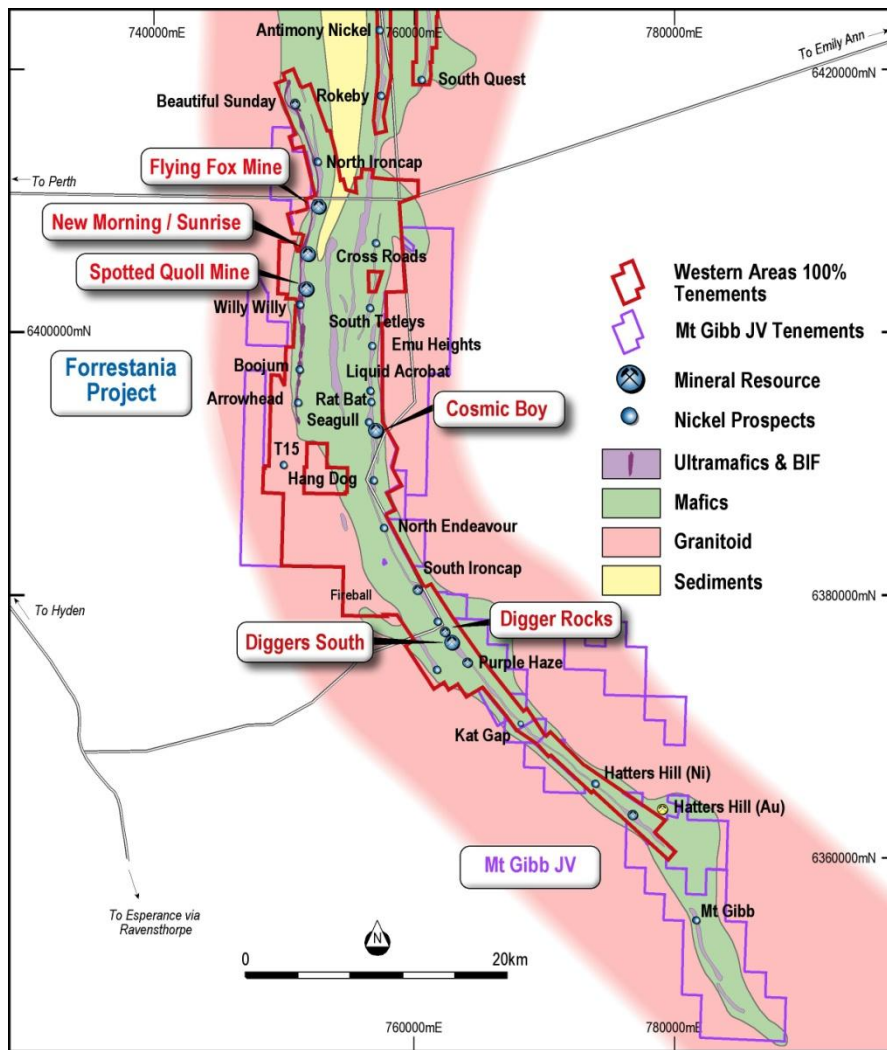 740000mE
760000mE
780000mE
Antimony Nickel
To Emily Ann
6420000mN
South Quest
Rokeby
Beautiful Sunday
North Ironcap
Flying Fox Mine
To Perth
New Morning / Sunrise
Cross Roads
Spotted Quoll Mine
Willy Willy
South Tetleys
6400000mN
Emu Heights
Forrestania
Project
Boojum
Liquid Acrobat
Arrowhead
Rat Bat
Seagull
Cosmic Boy
T15
Hang Dog
North Endeavour
South Ironcap
6380000mN
Fireball
To Hyden
Digger Rocks
Diggers South
Purple Haze
Kat Gap
Hatters Hill (Ni)
Hatters Hill (Au)
Mt Gibb JV
6360000mN
Mt Gibb
To Esperance via
Ravensthorpe
N
0
20km
760000mE
780000mE
Western Areas 100%
Tenements
Mt Gibb JV Tenements
Mineral Resource
Nickel Prospects
Ultramafics & BIF
Mafics
Granitoid
Sediments